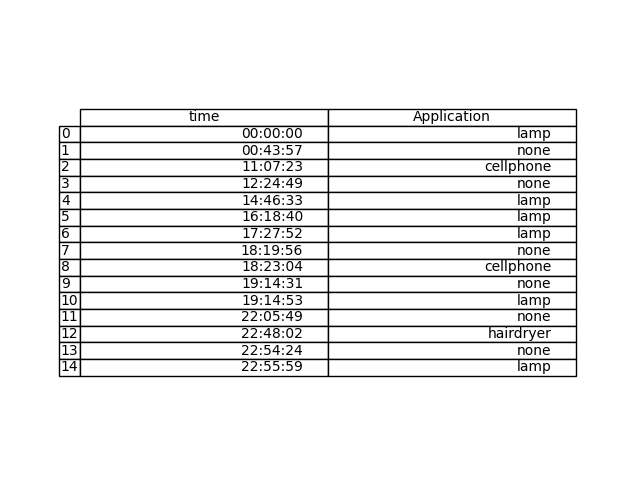 time Application
0 00:00:00 lamp
1 00:43:57 none
2 11:07:23 cellphone
3 12:24:49 none
4 14:46:33 lamp
5 16:18:40 lamp
6 17:27:52 lamp
7 18:19:56 none
8 18:23:04 cellphone
9 19:14:31 none
10 19:14:53 lamp
11 22:05:49 none
12 22:48:02 hairdryer
13 22:54:24 none
14 22:55:59 lamp